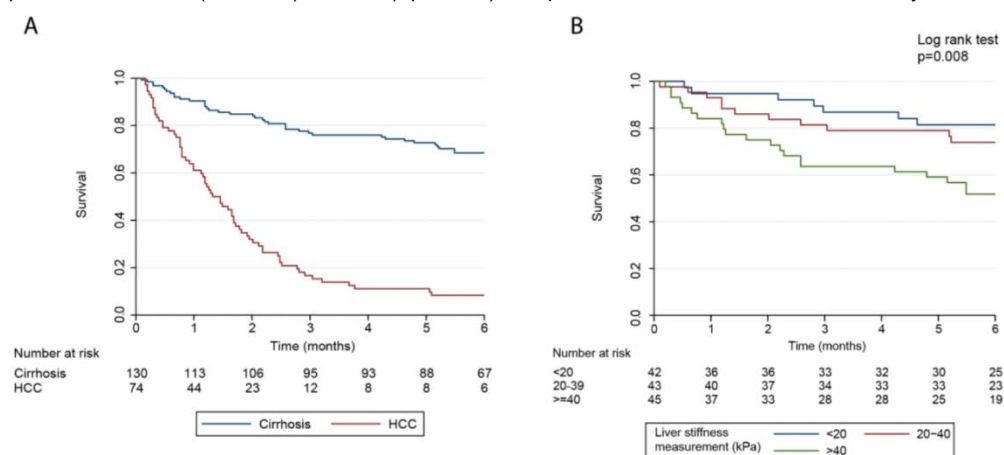 A
1.0
0.8
0.6
0.4
0.2
0.0
Survival
0 1 2 3 4 5 6
Time (months)
Number at risk
Cirrhosis 130 113 106 95 93 88 67
HCC 74 44 23 12 8 8 6
Cirrhosis HCC
B
Log rank test
p=0.008
1.0
0.8
0.6
0.4
0.2
0.0
Survival
0 1 2 3 4 5 6
Time (months)
Number at risk
<20 42 36 36 33 32 30 25
20-39 43 40 37 34 33 33 23
>=40 45 37 33 28 28 25 19
Liver stiffness <20 20−40
measurement (kPa) >40